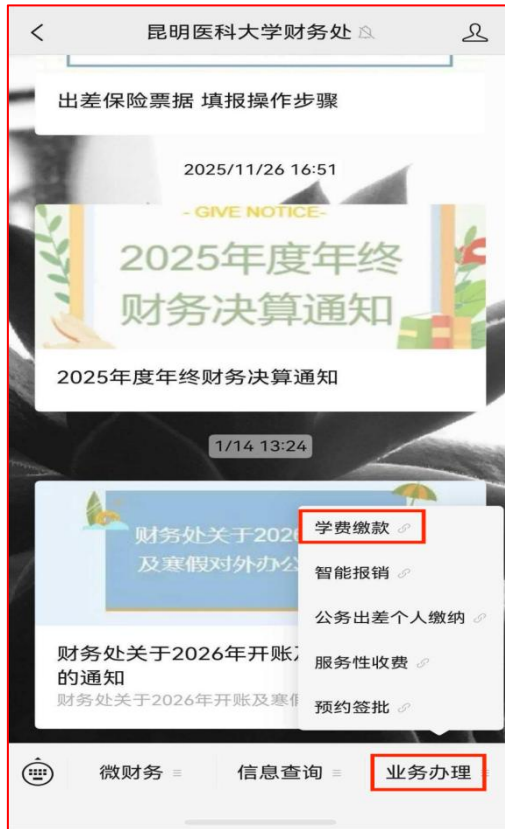 昆明医科大学财务处
出差保险票据 填报操作步骤
2025/11/26 16:51
- GIVE NOTICE-
2025年度年终
财务决算通知
2025年度年终财务决算通知
1/14 13:24
财务处关于202
及寒假对外办公
学费缴款
智能报销
公务出差个人缴纳
服务性收费
预约签批
财务处关于2026年开账及
的通知
财务处关于2026年开账及寒假
微财务
信息查询
业务办理